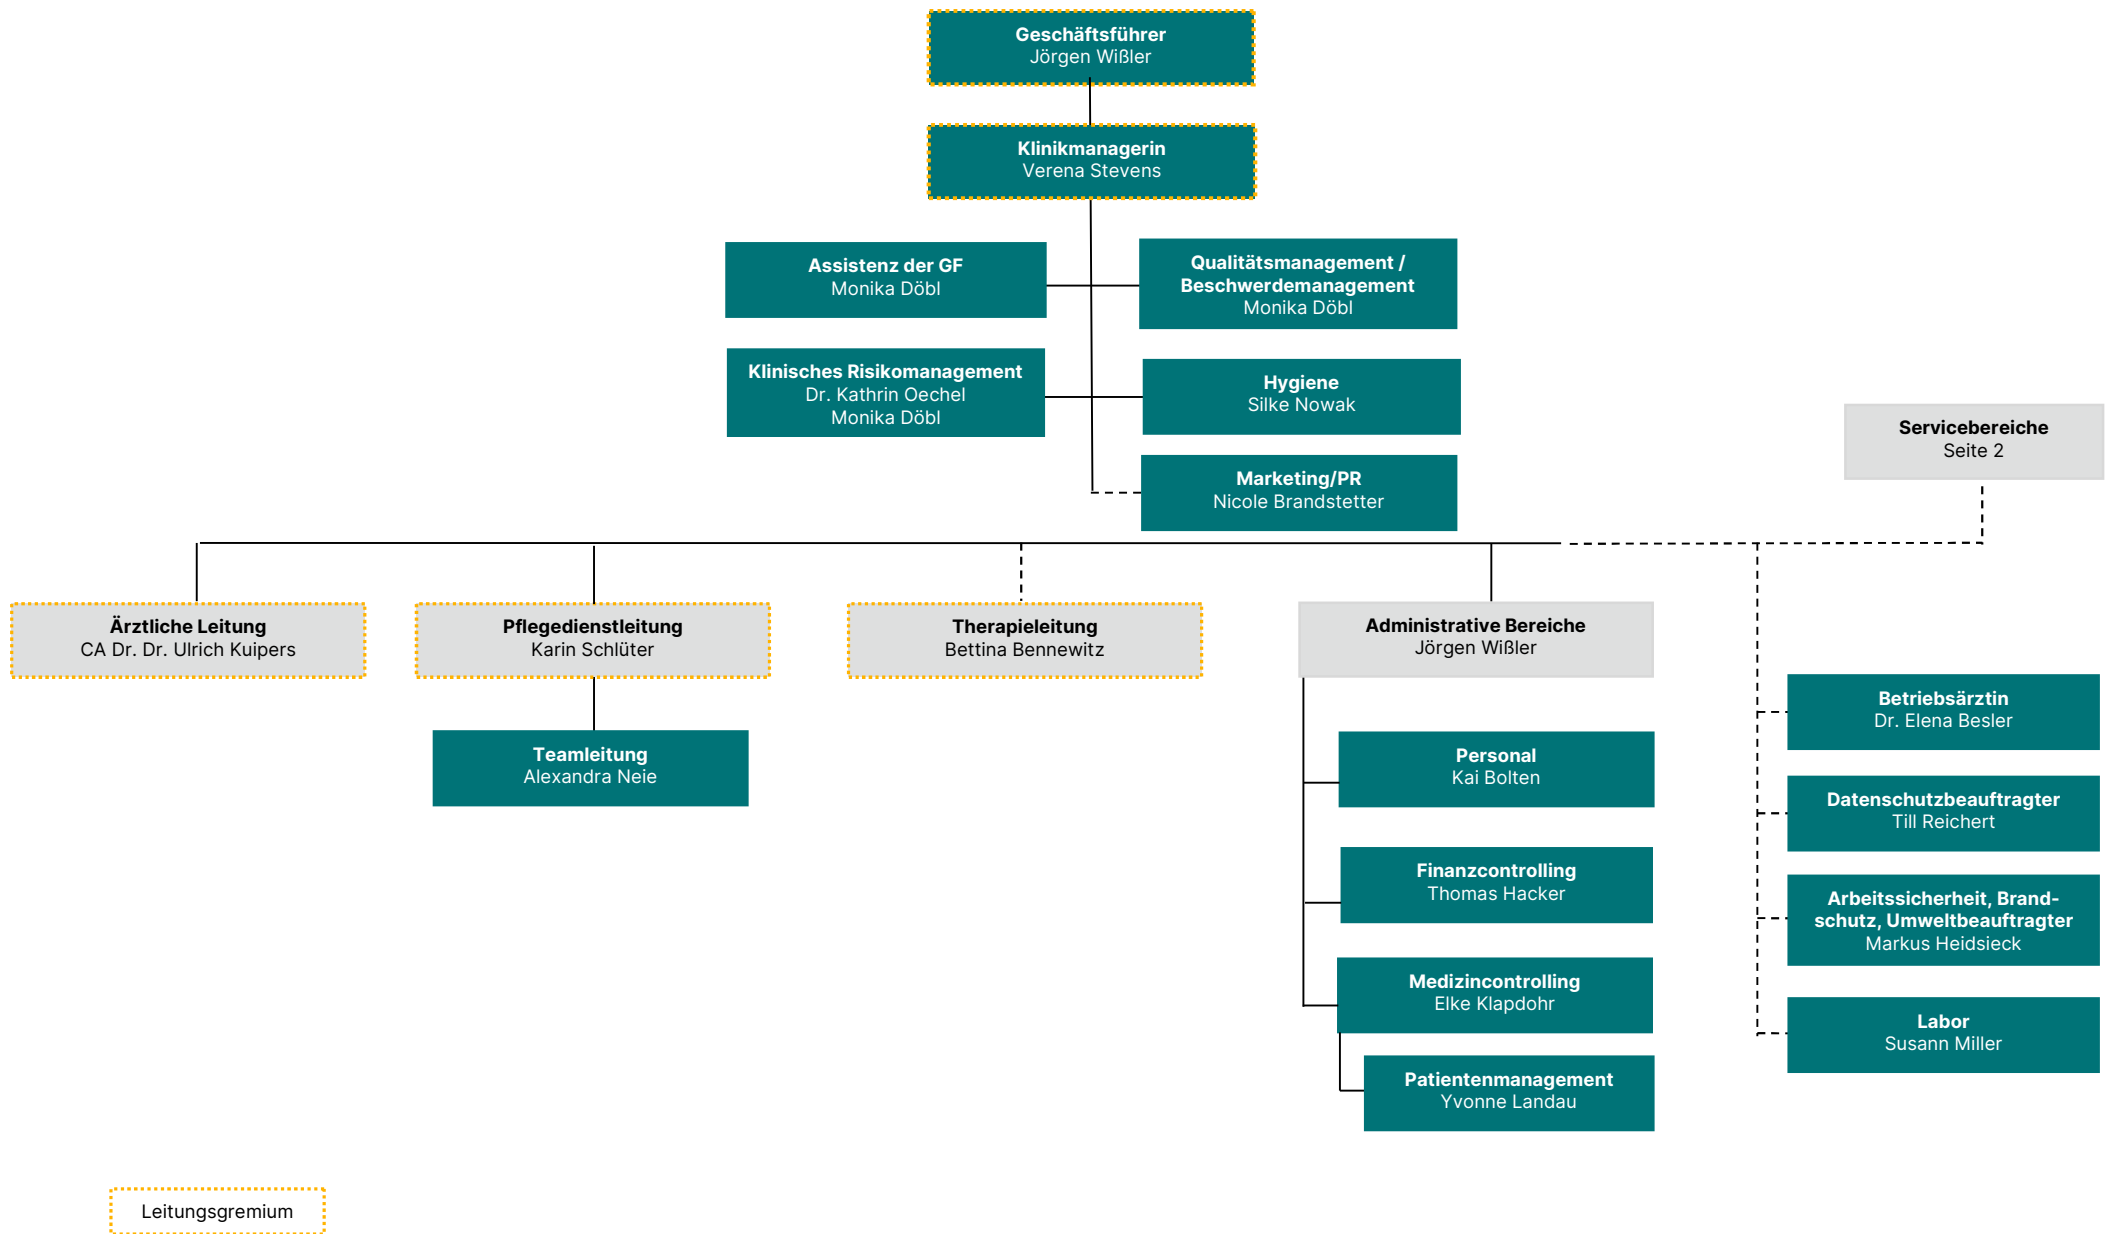 Geschäftsführer
Jörgen Wißler
Klinikmanagerin
Verena Stevens
Assistenz der GF
Monika Döbl
Qualitätsmanagement /
Beschwerdemanagement
Monika Döbl
Klinisches Risikomanagement
Dr. Kathrin Oechel
Monika Döbl
Hygiene
Silke Nowak
Marketing/PR
Nicole Brandstetter
Servicebereiche
Seite 2
Ärztliche Leitung
CA Dr. Dr. Ulrich Kuipers
Pflegedienstleitung
Karin Schlüter
Therapieleitung
Bettina Bennewitz
Administrative Bereiche
Jörgen Wißler
Teamleitung
Alexandra Neie
Personal
Kai Bolten
Finanzcontrolling
Thomas Hacker
Medizincontrolling
Elke Klapdohr
Patientenmanagement
Yvonne Landau
Betriebsärztin
Dr. Elena Besler
Datenschutzbeauftragter
Till Reichert
Arbeitssicherheit, Brand-
schutz, Umweltbeauftragter
Markus Heidsieck
Labor
Susann Miller
Leitungsgremium